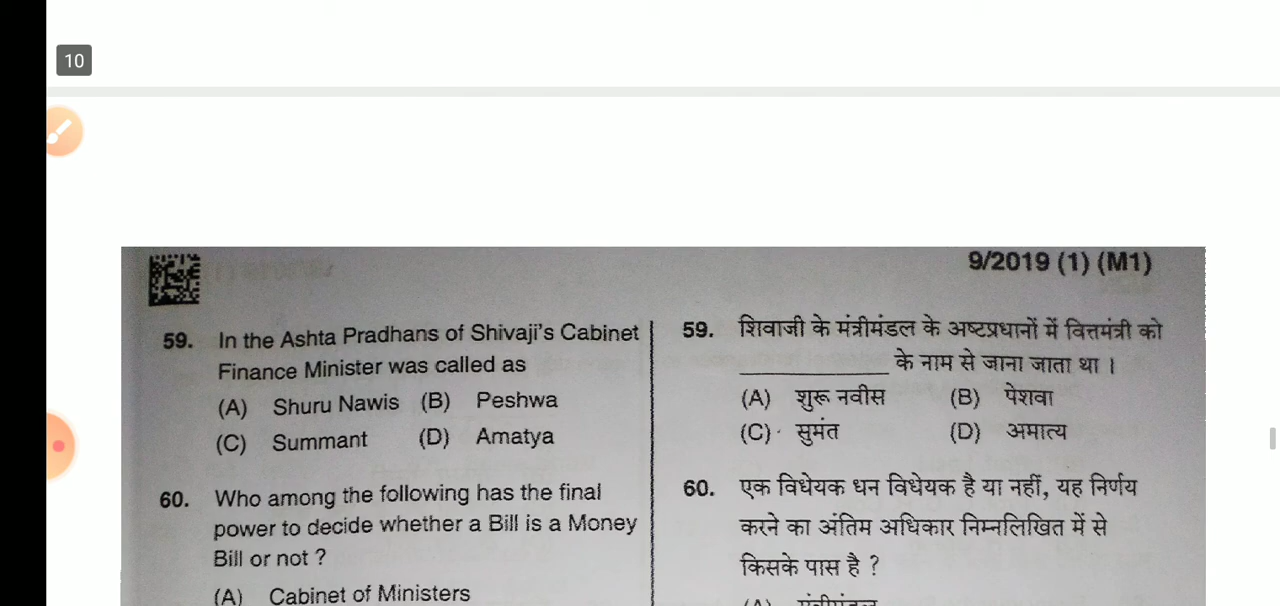 10
9/2019 (1) (M1)
59. In the Ashta Pradhans of Shivaji's Cabinet
Finance Minister was called as
(A) Shuru Nawis (B) Peshwa
(C) Summant (D) Amatya
60. Who among the following has the final
power to decide whether a Bill is a Money
Bill or not ?
(A) Cabinet of Ministers
59. शिवाजी के मंत्रीमंडल के अष्टप्रधानों में वित्तमंत्री को
____________ के नाम से जाना जाता था ।
(A) शुरू नवीस (B) पेशवा
(C) सुमंत (D) अमात्य
60. एक विधेयक धन विधेयक है या नहीं, यह निर्णय
करने का अंतिम अधिकार निम्नलिखित में से
किसके पास है ?
(A) मंत्रीमंडल